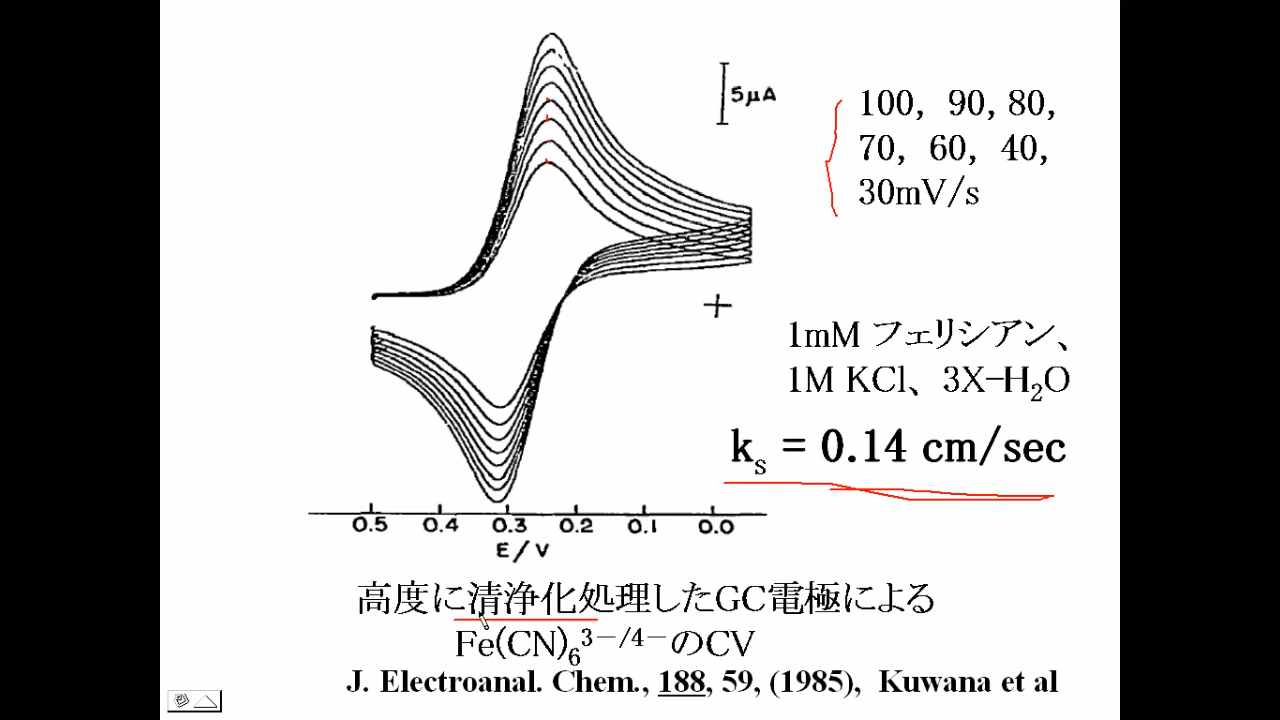 5μA
100, 90, 80,
70, 60, 40,
30mV/s
1mM フェリシアン、
1M KCl、3X−H₂O
kₛ = 0.14 cm/sec
0.5 0.4 0.3 0.2 0.1 0.0
E / V
高度に清浄化処理したGC電極による
Fe(CN)₆³⁻/⁴⁻のCV
J. Electroanal. Chem., 188, 59, (1985), Kuwana et al